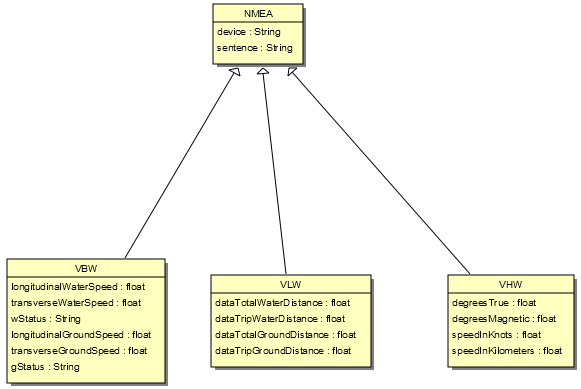 NMEA
device : String
sentence : String
VBW
longitudinalWaterSpeed : float
transverseWaterSpeed : float
wStatus : String
longitudinalGroundSpeed : float
transverseGroundSpeed : float
gStatus : String
VLW
dataTotalWaterDistance : float
dataTripWaterDistance : float
dataTotalGroundDistance : float
dataTripGroundDistance : float
VHW
degreesTrue : float
degreesMagnetic : float
speedInKnots : float
speedInKilometers : float